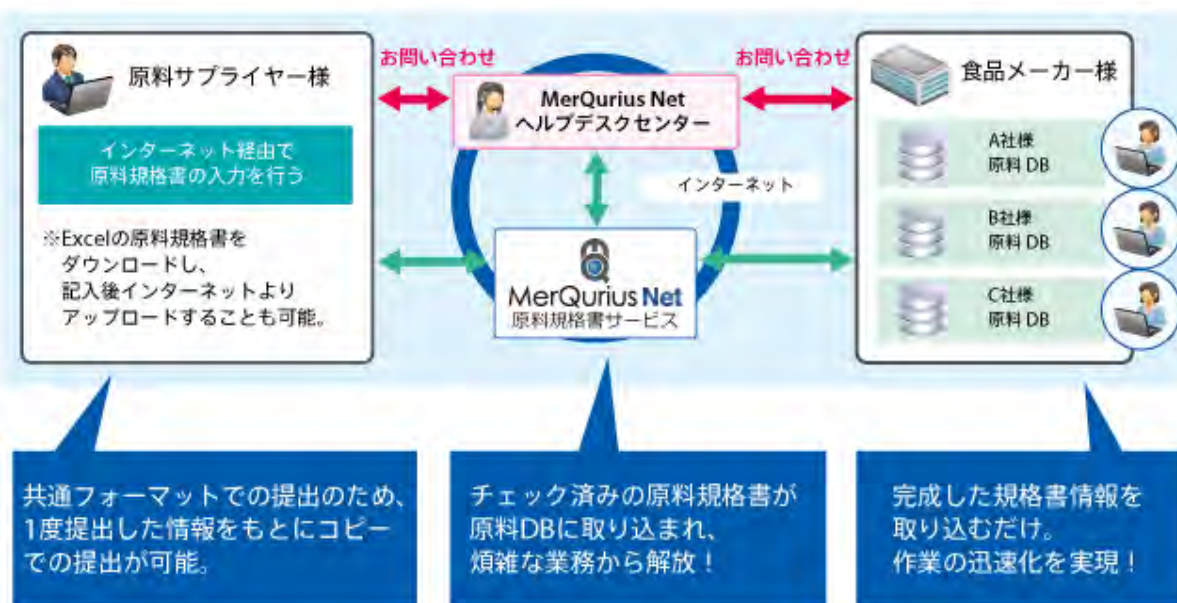 原料サプライヤー様
インターネット経由で
原料規格書の入力を行う
※Excelの原料規格書を
ダウンロードし、
記入後インターネットより
アップロードすることも可能。
お問い合わせ
MerQurius Net
ヘルプデスクセンター
インターネット
MerQurius Net
原料規格書サービス
お問い合わせ
食品メーカー様
A社様
原料 DB
B社様
原料 DB
C社様
原料 DB
共通フォーマットでの提出のため、
1度提出した情報をもとにコピー
での提出が可能。
チェック済みの原料規格書が
原料DBに取り込まれ、
煩雑な業務から解放！
完成した規格書情報を
取り込むだけ。
作業の迅速化を実現！